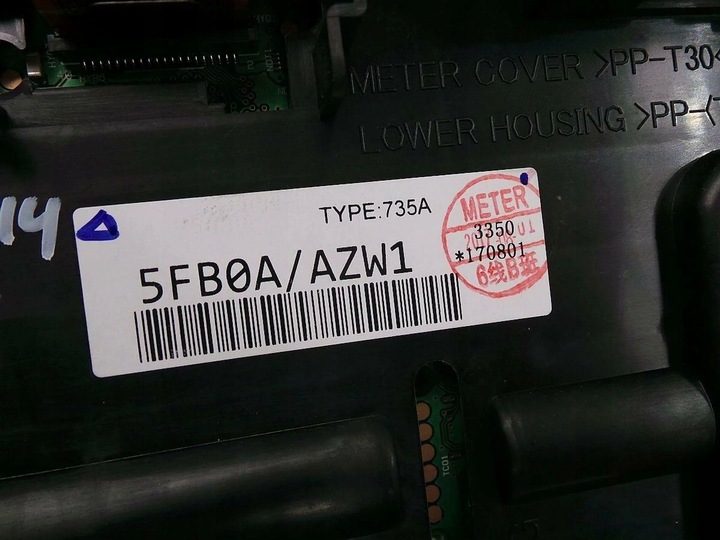 METER COVER >PP-T30<
LOWER HOUSING >PP-(T
14
TYPE:735A
5FB0A/AZW1
METER
3350
*170801
6线B班
TC01